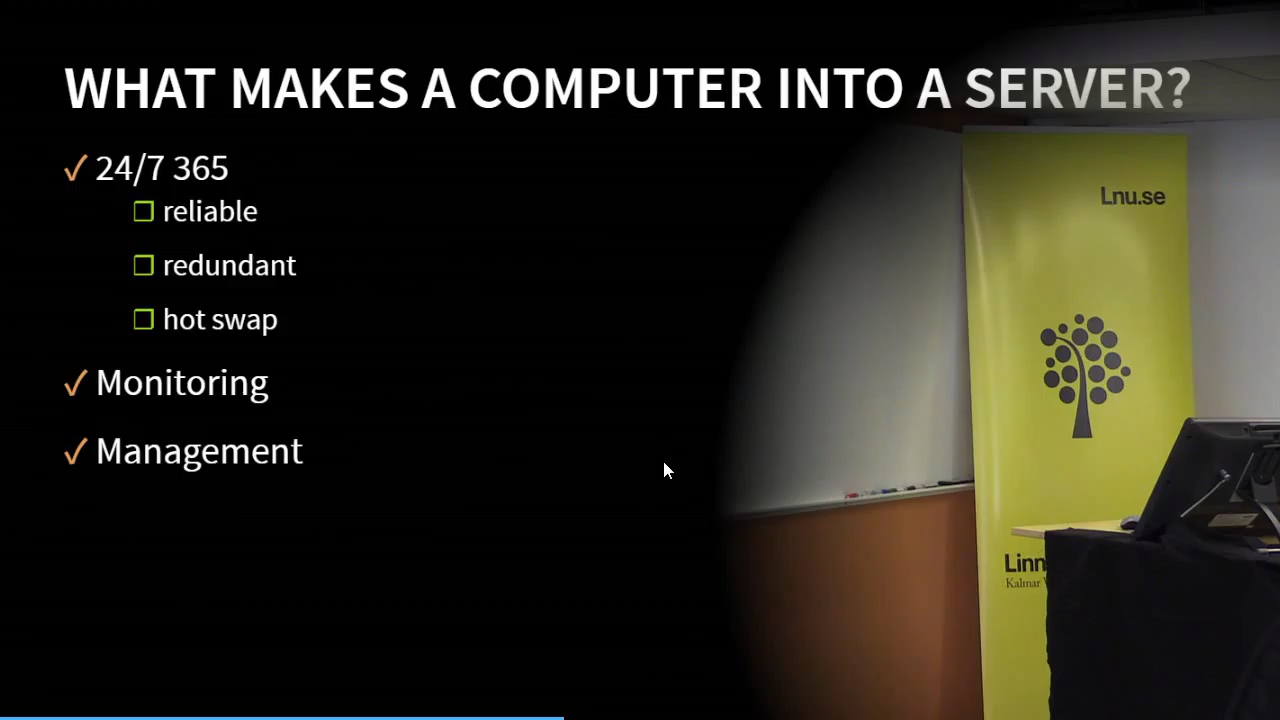 WHAT MAKES A COMPUTER INTO A SERVER?
24/7 365
reliable
redundant
hot swap
Monitoring
Management
Lnu.se
Linn
Kalmar